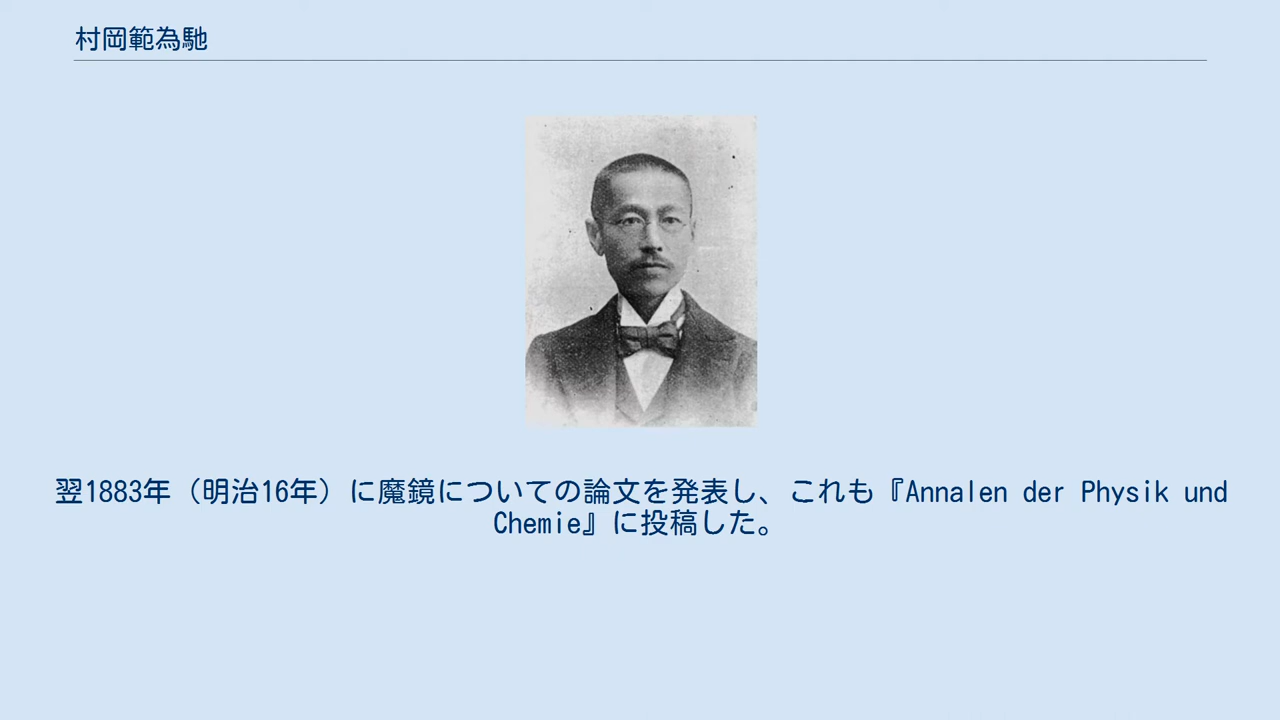 村岡範為馳
翌1883年（明治16年）に魔鏡についての論文を発表し、これも『Annalen der Physik und
Chemie』に投稿した。